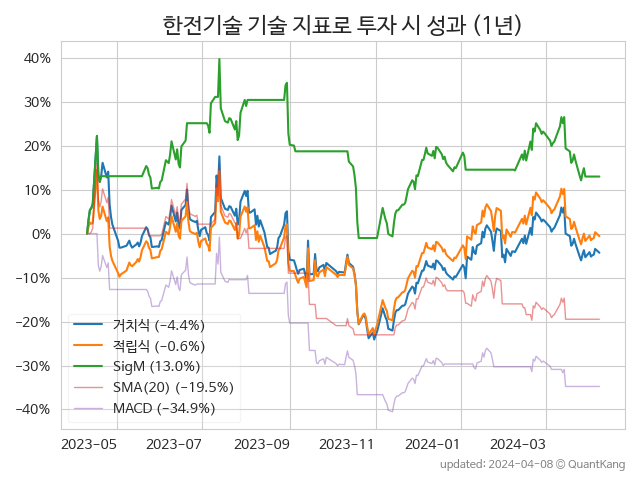 한전기술 기술 지표로 투자 시 성과 (1년)
40%
30%
20%
10%
0%
−10%
−20%
−30%
−40%
거치식 (−4.4%)
적립식 (−0.6%)
SigM (13.0%)
SMA(20) (−19.5%)
MACD (−34.9%)
2023-05 2023-07 2023-09 2023-11 2024-01 2024-03
updated: 2024-04-08 © QuantKang